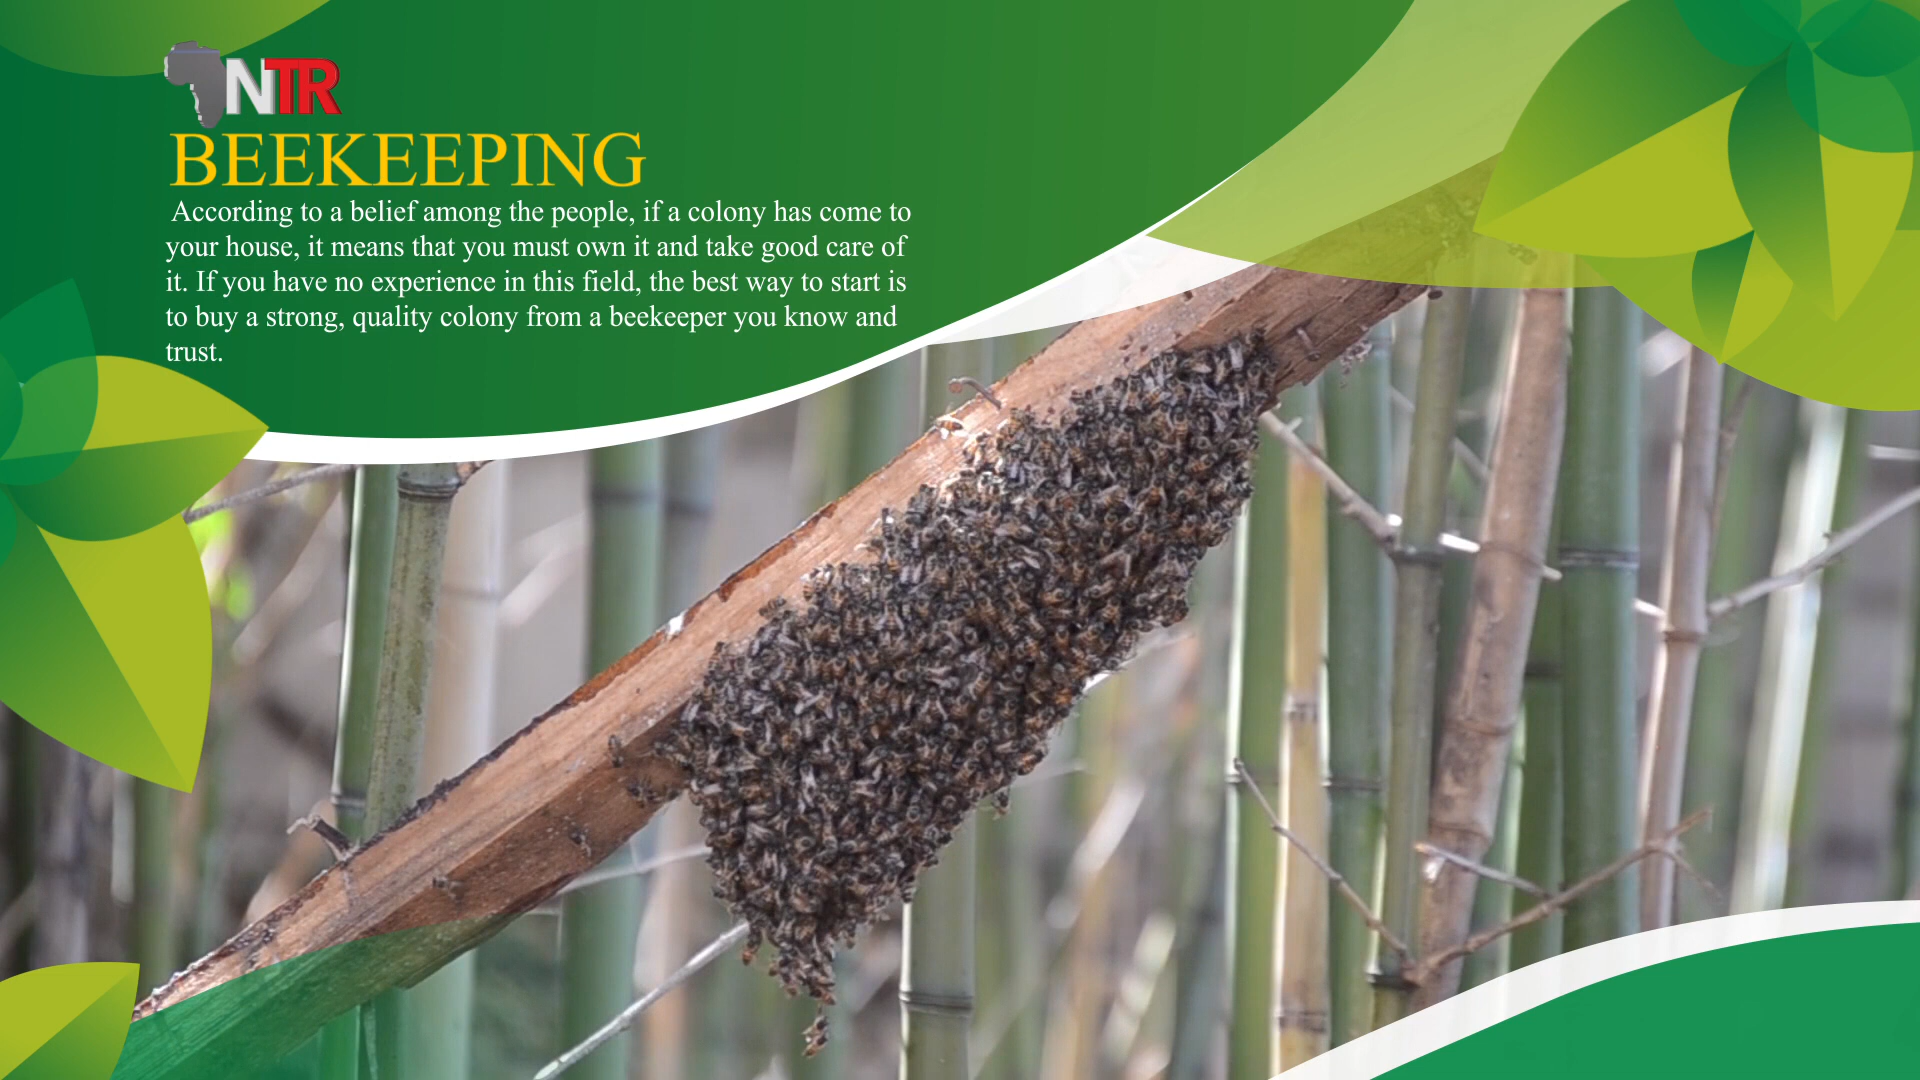 NTR
BEEKEEPING
According to a belief among the people, if a colony has come to
your house, it means that you must own it and take good care of
it. If you have no experience in this field, the best way to start is
to buy a strong, quality colony from a beekeeper you know and
trust.